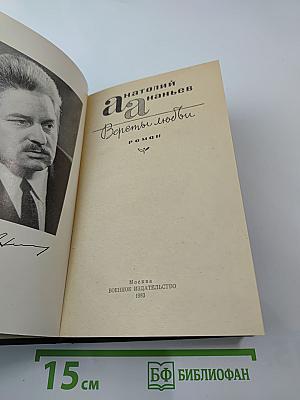 анатолий
ананьев
Версты любви
роман
Москва
ВОЕННОЕ ИЗДАТЕЛЬСТВО
1983
15 см
БФ БИБЛИОФАН